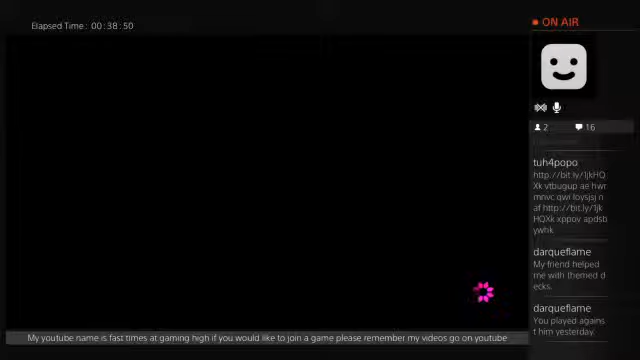 Elapsed Time : 00:38:50
ON AIR
2
16
tuh4popo
http://bit.ly/1jkHQ
Xk vtbugup ae hwr
mnvc qwi loysjsj n
af http://bit.ly/1jk
HQXk xppov apdsb
ywhk
darqueflame
My friend helped
me with themed d
ecks.
darqueflame
You played agains
t him yesterday.
My youtube name is fast times at gaming high if you would like to join a game please remember my videos go on youtube